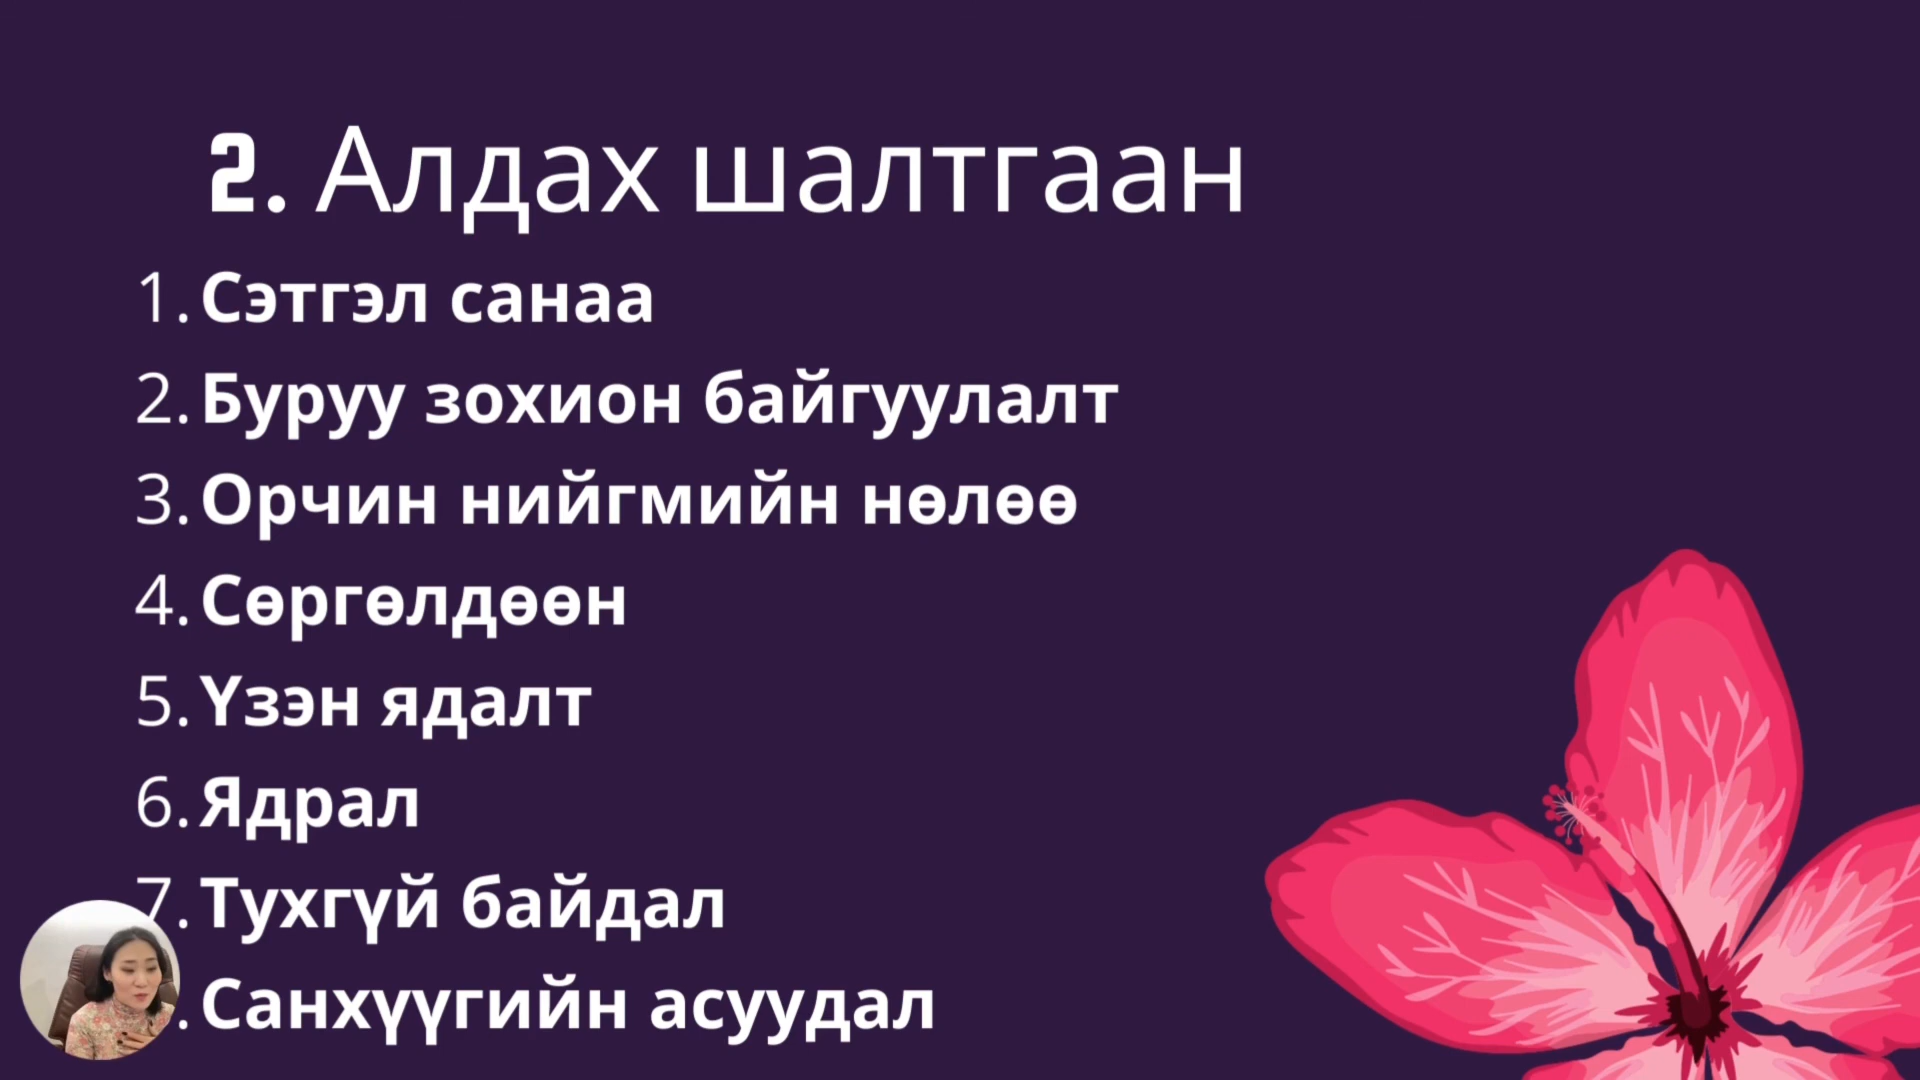 2. Алдах шалтгаан
1. Сэтгэл санаа
2. Буруу зохион байгуулалт
3. Орчин нийгмийн нөлөө
4. Сөргөлдөөн
5. Үзэн ядалт
6. Ядрал
7. Тухгүй байдал
. Санхүүгийн асуудал